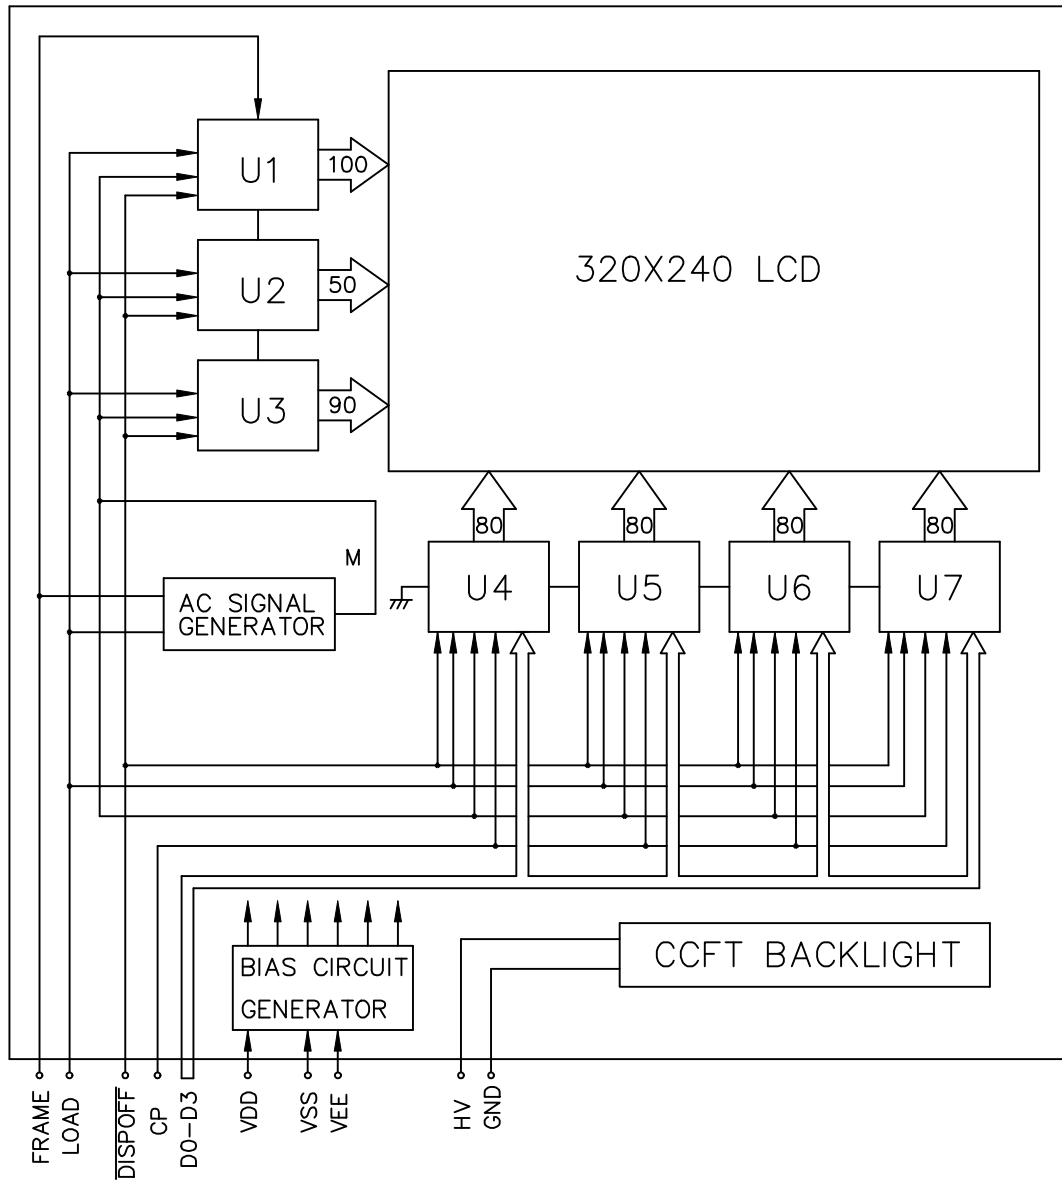 U1
100
U2
50
320X240 LCD
U3
90
80
80
80
80
M
U4
U5
U6
U7
AC SIGNAL
GENERATOR
BIAS CIRCUIT
GENERATOR
CCFT BACKLIGHT
FRAME
LOAD
DISPOFF
CP
D0-D3
VDD
VSS
VEE
HV
GND